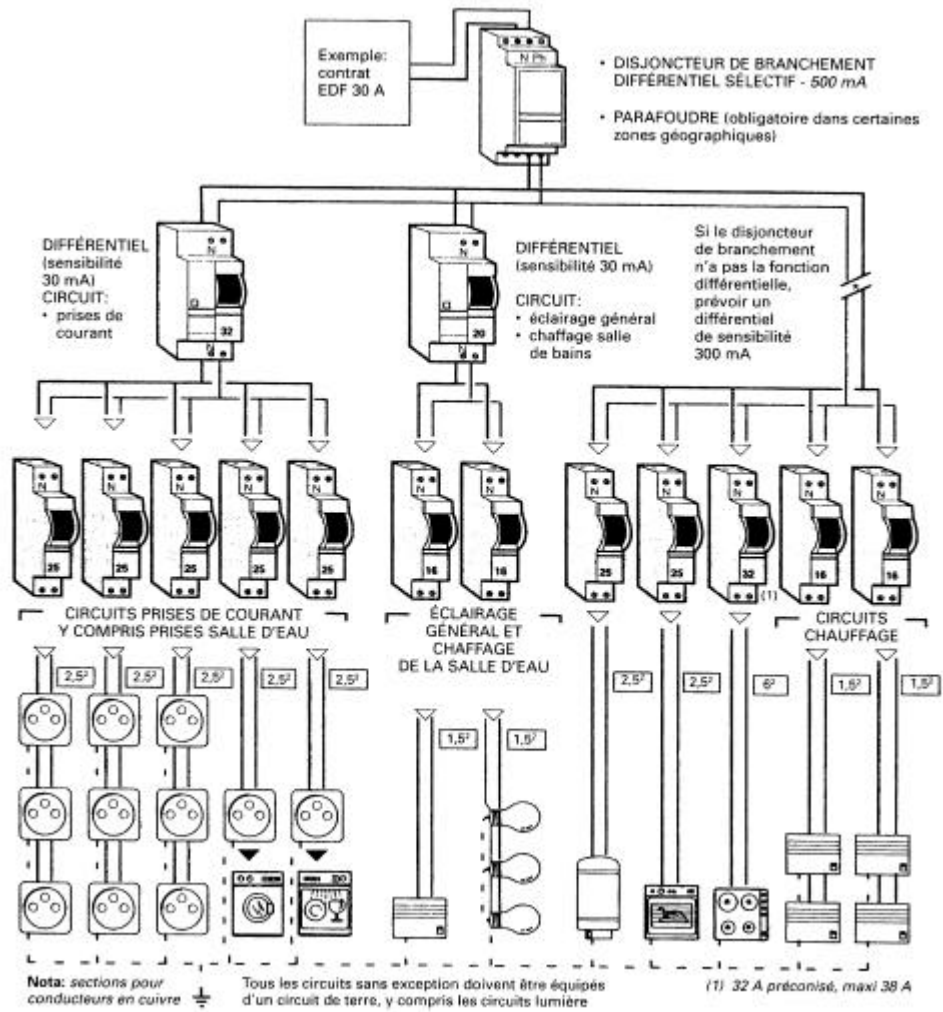 Exemple:
contrat
EDF 30 A
N Ph
• DISJONCTEUR DE BRANCHEMENT
DIFFÉRENTIEL SÉLECTIF - 500 mA
• PARAFOUDRE (obligatoire dans certaines
zones géographiques)
DIFFÉRENTIEL
(sensibilité
30 mA)
CIRCUIT:
• prises de
courant
N
32
N
DIFFÉRENTIEL
(sensibilité 30 mA)
CIRCUIT:
• éclairage général
• chaffage salle
de bains
N
20
N
Si le disjoncteur
de branchement
n'a pas la fonction
différentielle,
prévoir un
différentiel
de sensibilité
300 mA
N N N N N N N N N N N N
25 25 25 25 25 16 16 25 25 32 16 16
(1)
CIRCUITS PRISES DE COURANT
Y COMPRIS PRISES SALLE D'EAU
ÉCLAIRAGE
GÉNÉRAL ET
CHAFFAGE
DE LA SALLE D'EAU
CIRCUITS
CHAUFFAGE
2,5² 2,5² 2,5² 2,5² 2,5² 2,5² 2,5² 6² 1,5² 1,5²
1,5² 1,5²
Nota: sections pour
conducteurs en cuivre
Tous les circuits sans exception doivent être équipés
d'un circuit de terre, y compris les circuits lumière
(1) 32 A préconisé, maxi 38 A